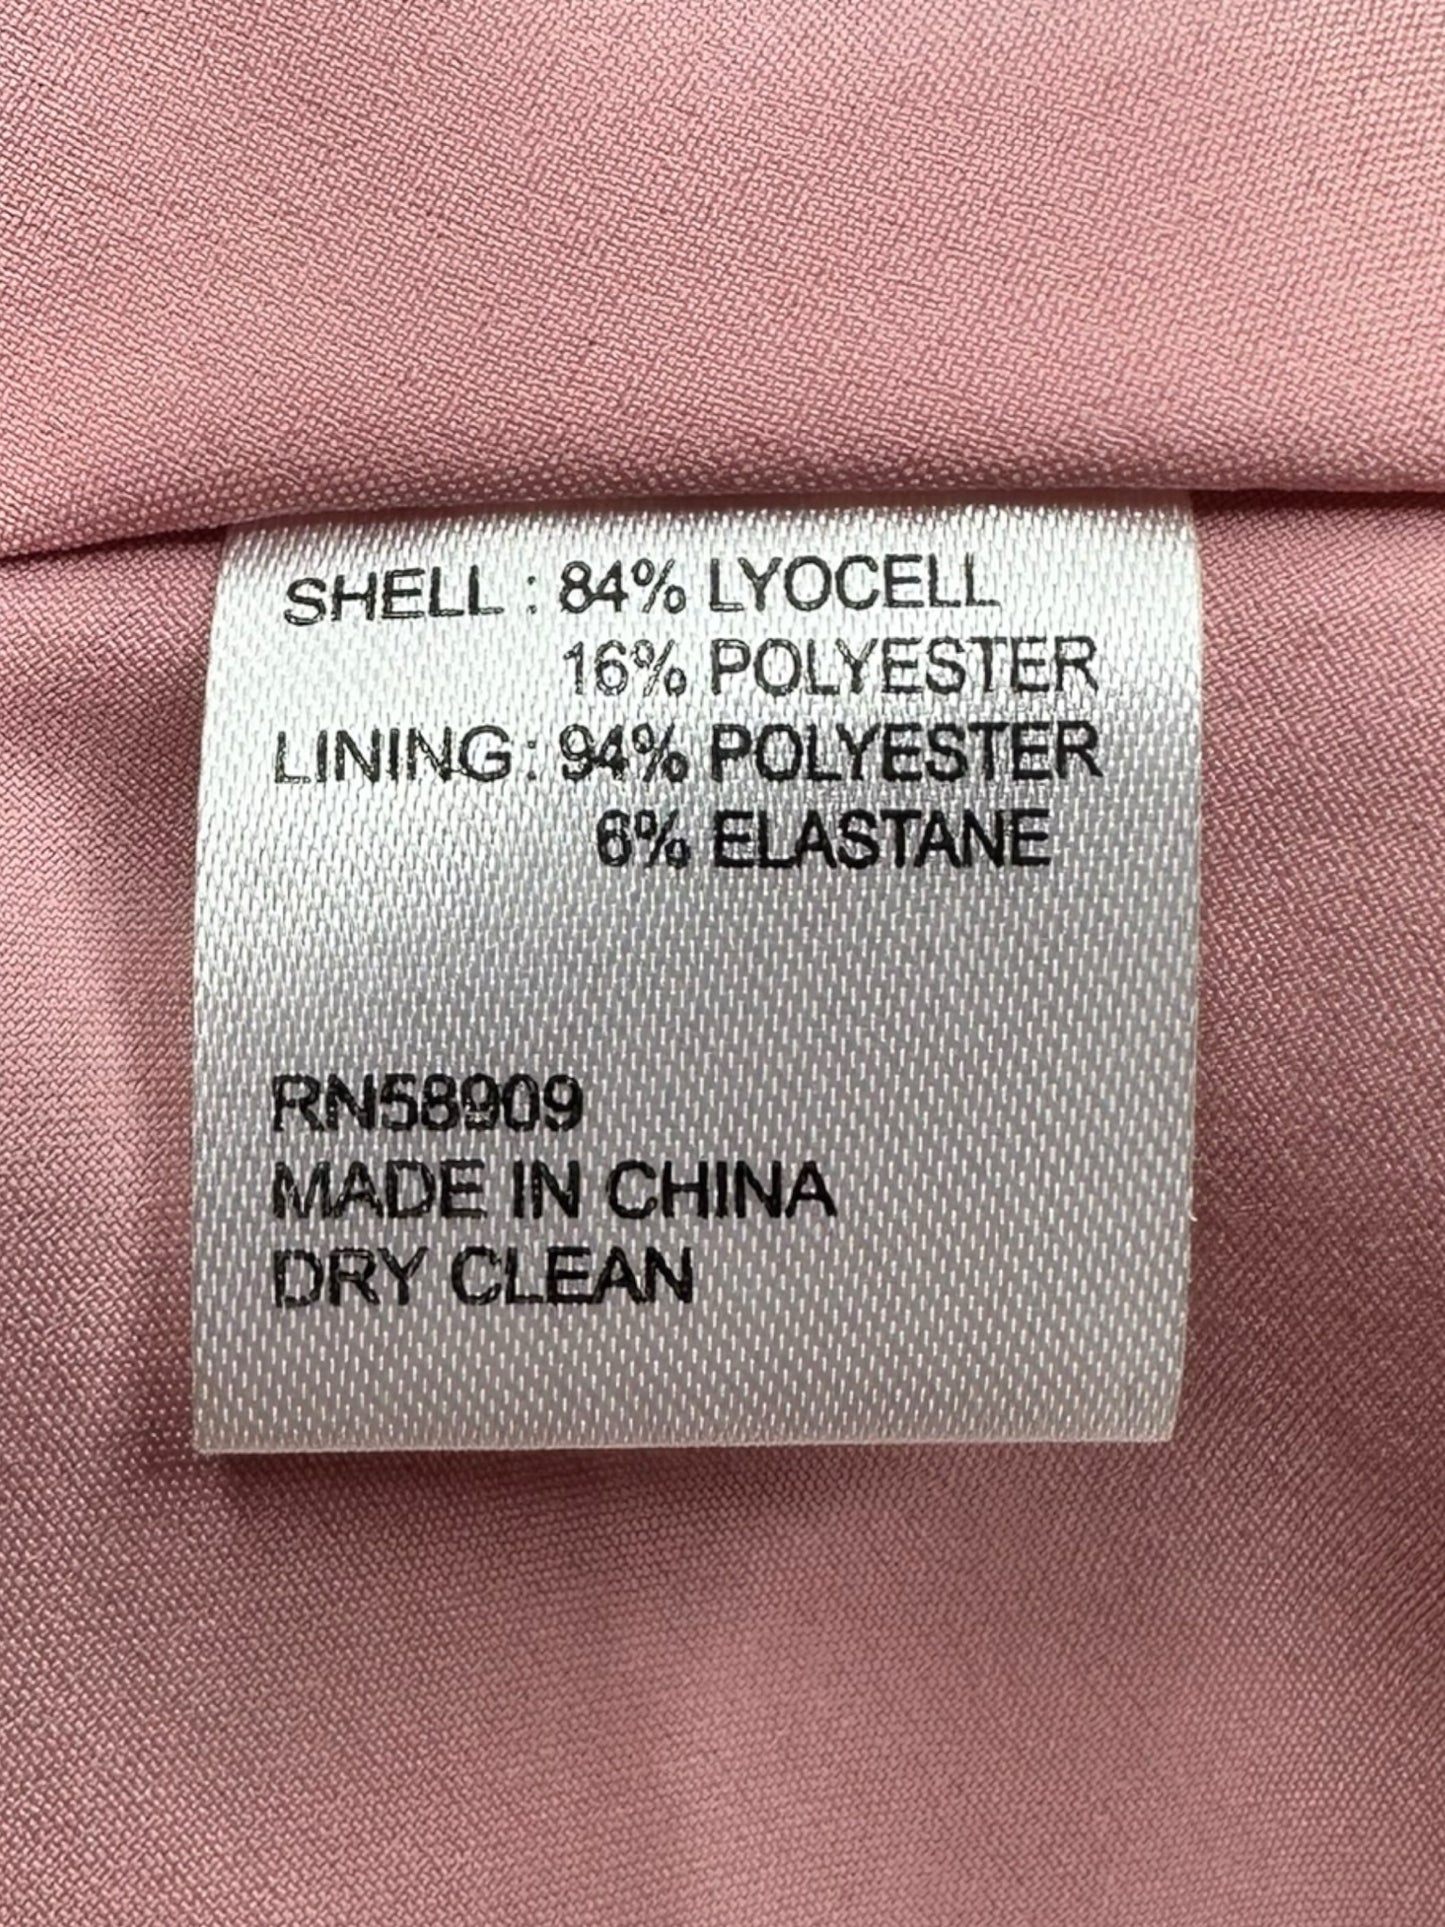 SHELL : 84% LYOCELL
16% POLYESTER
LINING : 94% POLYESTER
6% ELASTANE
RN58909
MADE IN CHINA
DRY CLEAN